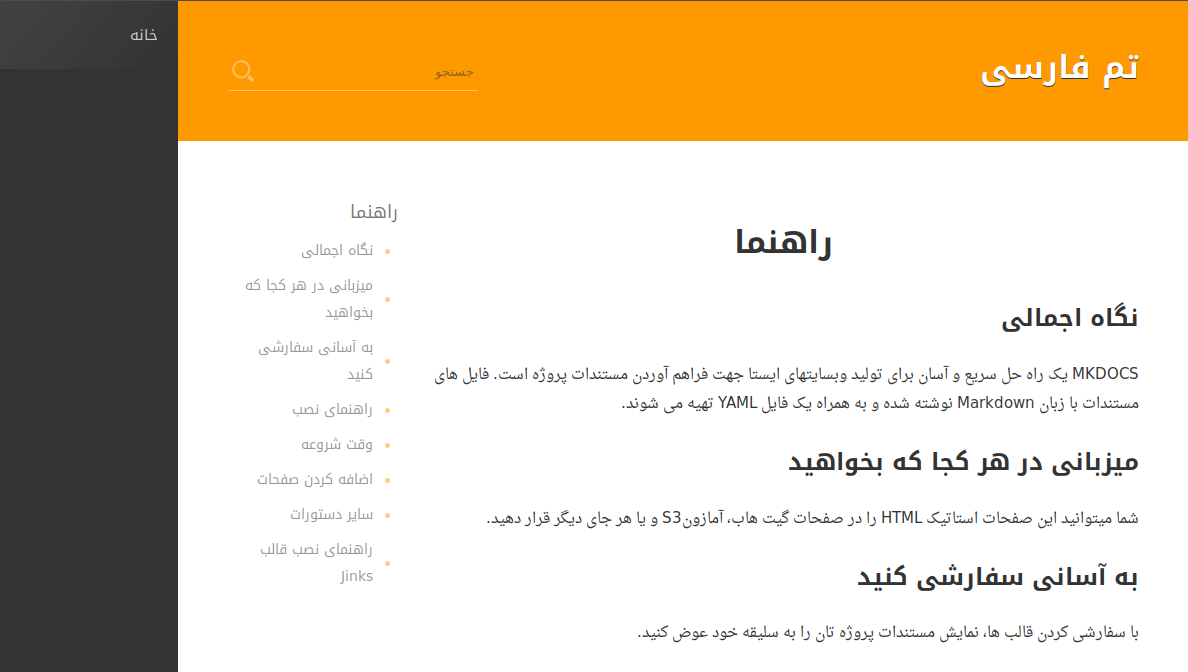 خانه
تم فارسی
جستجو
راهنما
نگاه اجمالی
MKDOCS یک راه حل سریع و آسان برای تولید وبسایتهای ایستا جهت فراهم آوردن مستندات پروژه است. فایل های
مستندات با زبان Markdown نوشته شده و به همراه یک فایل YAML تهیه می شوند.
میزبانی در هر کجا که بخواهید
شما میتوانید این صفحات استاتیک HTML را در صفحات گیت هاب، آمازونS3 و یا هر جای دیگر قرار دهید.
به آسانی سفارشی کنید
با سفارشی کردن قالب ها، نمایش مستندات پروژه تان را به سلیقه خود عوض کنید.
راهنما
نگاه اجمالی
میزبانی در هر کجا که
بخواهید
به آسانی سفارشی
کنید
راهنمای نصب
وقت شروعه
اضافه کردن صفحات
سایر دستورات
راهنمای نصب قالب
Jinks